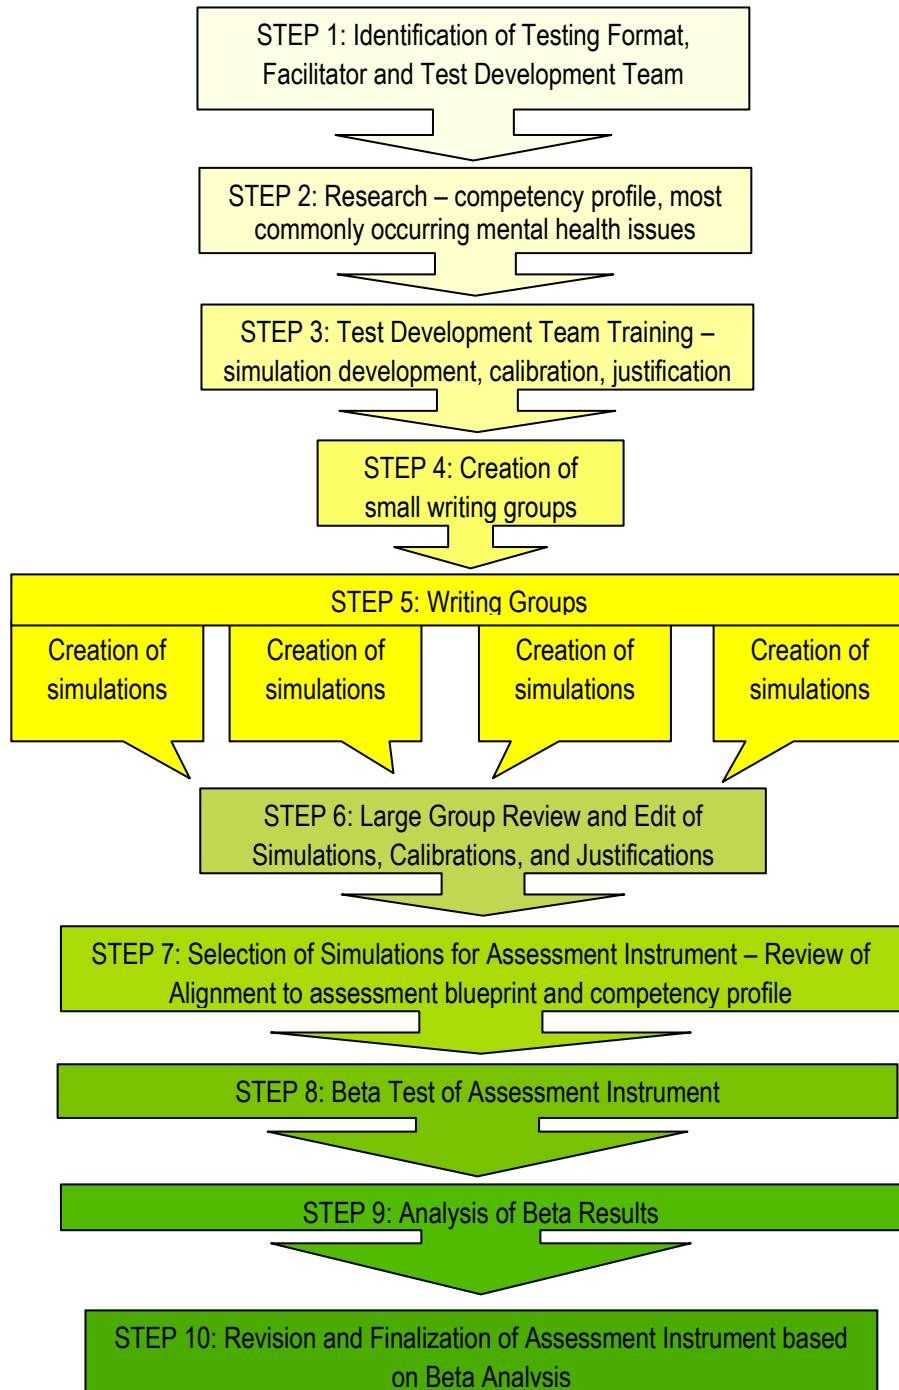 STEP 1: Identification of Testing Format,
Facilitator and Test Development Team
STEP 2: Research – competency profile, most
commonly occurring mental health issues
STEP 3: Test Development Team Training –
simulation development, calibration, justification
STEP 4: Creation of
small writing groups
STEP 5: Writing Groups
Creation of
simulations
Creation of
simulations
Creation of
simulations
Creation of
simulations
STEP 6: Large Group Review and Edit of
Simulations, Calibrations, and Justifications
STEP 7: Selection of Simulations for Assessment Instrument – Review of
Alignment to assessment blueprint and competency profile
STEP 8: Beta Test of Assessment Instrument
STEP 9: Analysis of Beta Results
STEP 10: Revision and Finalization of Assessment Instrument based
on Beta Analysis